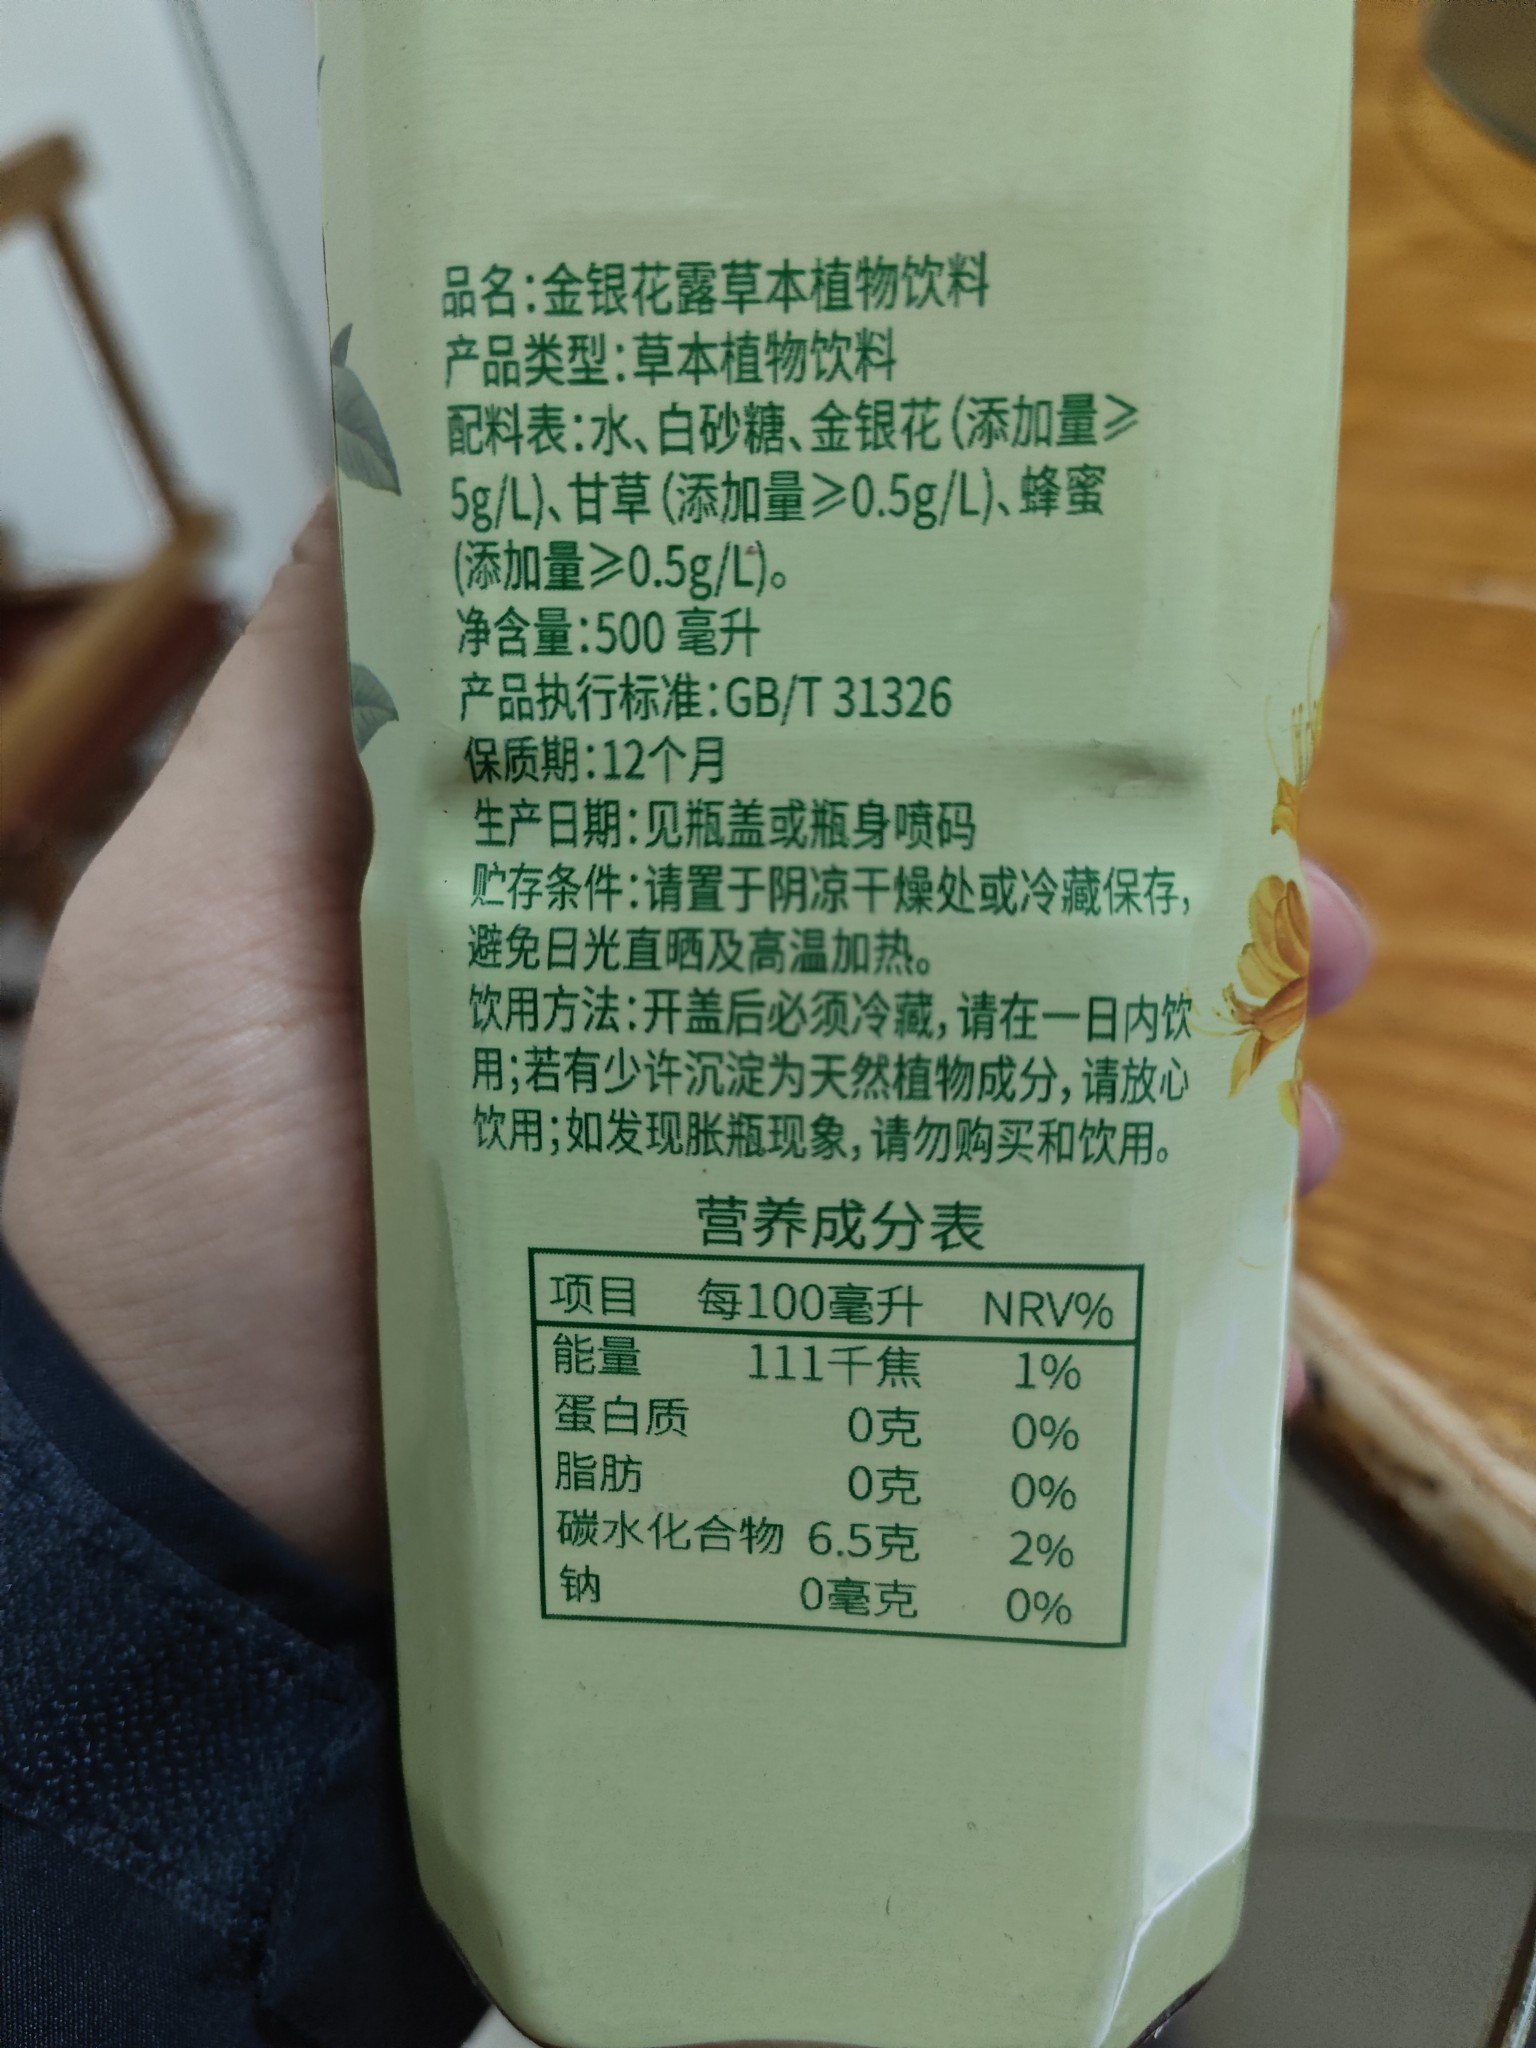 品名:金银花露草本植物饮料
产品类型:草本植物饮料
配料表:水、白砂糖、金银花(添加量≥
5g/L)、甘草(添加量≥0.5g/L)、蜂蜜
(添加量≥0.5g/L)。
净含量:500 毫升
产品执行标准:GB/T 31326
保质期:12个月
生产日期:见瓶盖或瓶身喷码
贮存条件:请置于阴凉干燥处或冷藏保存,
避免日光直晒及高温加热。
饮用方法:开盖后必须冷藏,请在一日内饮
用;若有少许沉淀为天然植物成分,请放心
饮用;如发现胀瓶现象,请勿购买和饮用。
营养成分表
项目 每100毫升 NRV%
能量 111千焦 1%
蛋白质 0克 0%
脂肪 0克 0%
碳水化合物 6.5克 2%
钠 0毫克 0%